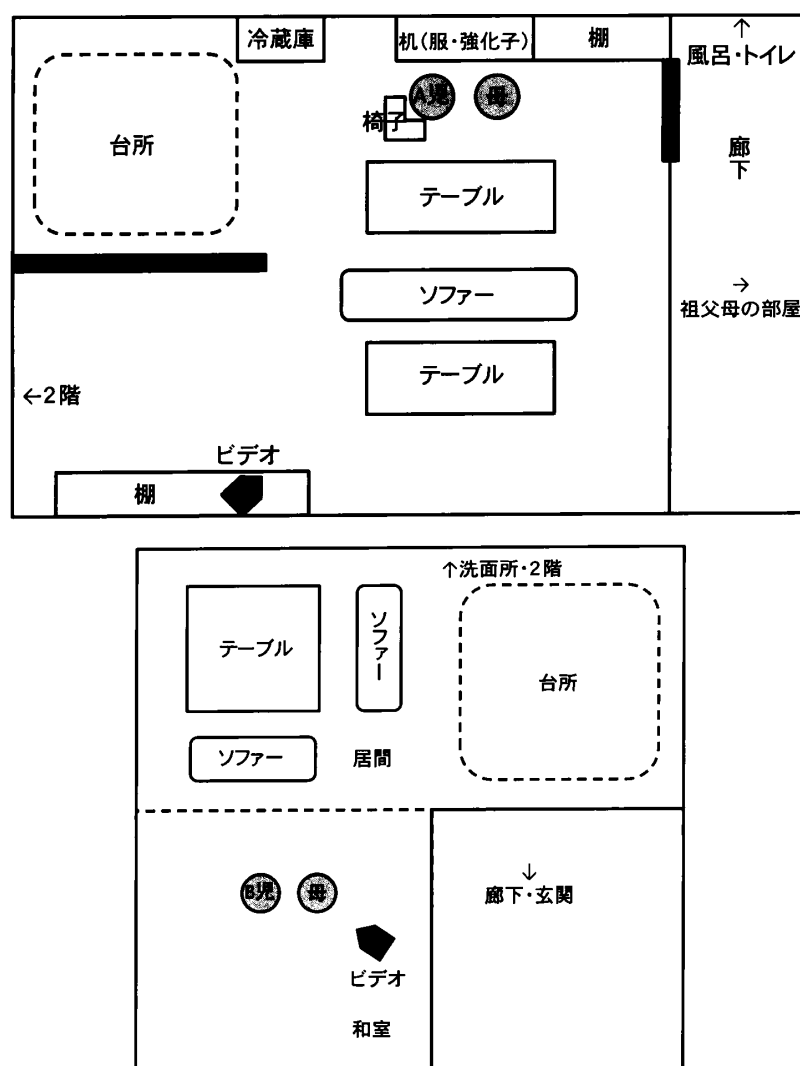 冷蔵庫
机(服・強化子)
棚
↑
風呂・トイレ
A児
母
椅子
台所
廊下
テーブル
ソファー
→
祖父母の部屋
テーブル
←2階
ビデオ
棚
↑洗面所・2階
テーブル
ソファー
台所
ソファー
居間
B児
母
↓
廊下・玄関
ビデオ
和室